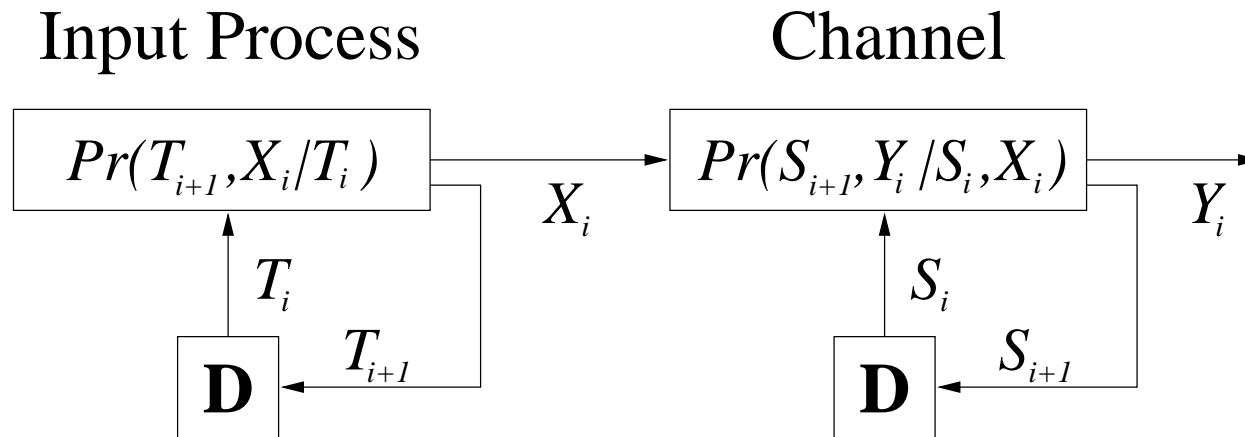 Input Process
Channel
Pr(T_{i+1},X_i/T_i)
Pr(S_{i+1},Y_i/S_i,X_i)
X_i
Y_i
T_i
S_i
T_{i+1}
S_{i+1}
D
D